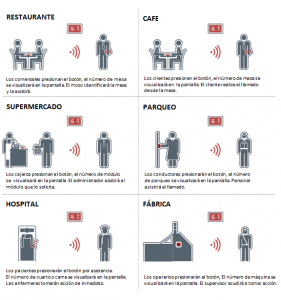 RESTAURANTE
Los comensales presionan el botón, el número de mesa
se visualizará en la pantalla. El mozo identificará la mesa
y la asistirá.
CAFE
Los clientes presionan el botón, el número de mesa se
visualizará en la pantalla. El cliente realiza el llamado
desde la mesa.
SUPERMERCADO
Los cajeros presionan el botón, el número de módulo
se visualizará en la pantalla. El administrador asistirá al
módulo que lo solicita.
PARQUEO
Los conductores presionarán el botón, el número
de parqueo se visualizará en la pantalla. Personal
asistirá al llamado.
HOSPITAL
Los pacientes presionarán el botón por asistencia.
El número de cuarto o cama se visualizará en la pantalla.
Las enfermeras tomarán acción de inmediato.
FÁBRICA
Los operarios presionarán el botón, El número de máquina se
visualizará en la pantalla. El supervisor acudirá a tomar acción.